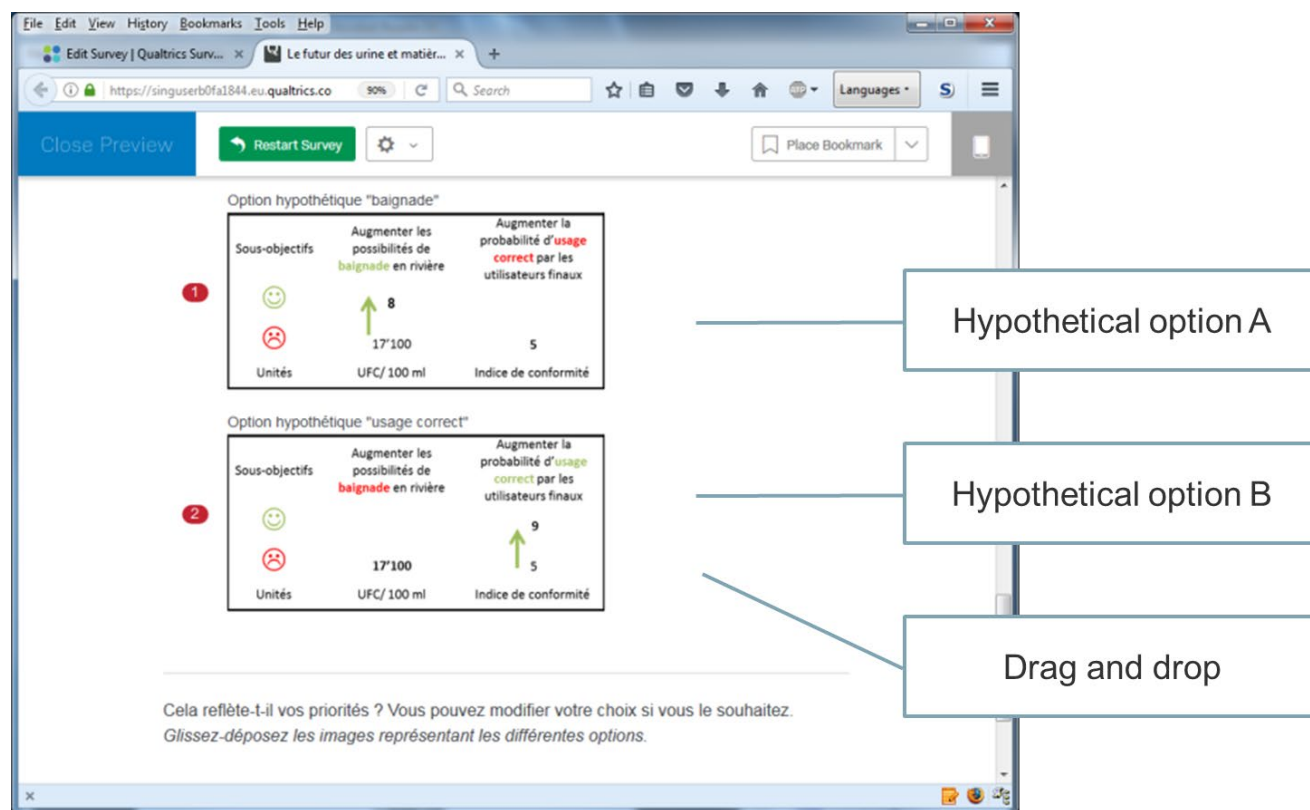 File Edit View History Bookmarks Tools Help
Edit Survey | Qualtrics Surv... × Le futur des urine et matièr... × +
https://singuserb0fa1844.eu.qualtrics.co 90% Search Languages S
Close Preview Restart Survey Place Bookmark
Option hypothétique "baignade"
Sous-objectifs
Augmenter les
possibilités de
baignade en rivière
Augmenter la
probabilité d'usage
correct par les
utilisateurs finaux
1
8
17'100 5
Unités UFC/ 100 ml Indice de conformité
Hypothetical option A
Option hypothétique "usage correct"
Sous-objectifs
Augmenter les
possibilités de
baignade en rivière
Augmenter la
probabilité d'usage
correct par les
utilisateurs finaux
2
9
17'100 5
Unités UFC/ 100 ml Indice de conformité
Hypothetical option B
Drag and drop
Cela reflète-t-il vos priorités ? Vous pouvez modifier votre choix si vous le souhaitez.
Glissez-déposez les images représentant les différentes options.